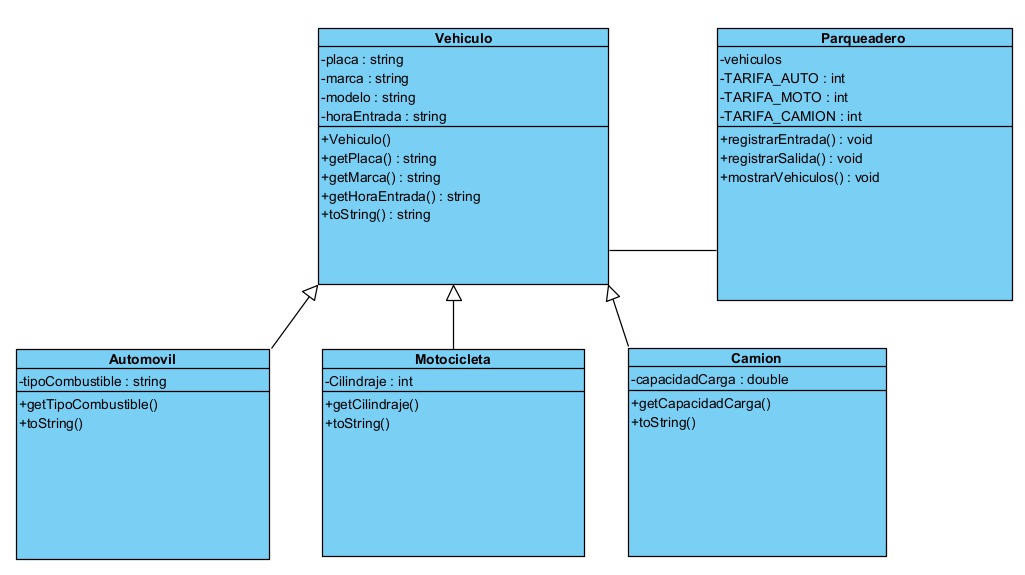 Vehiculo
-placa : string
-marca : string
-modelo : string
-horaEntrada : string
+Vehiculo()
+getPlaca() : string
+getMarca() : string
+getHoraEntrada() : string
+toString() : string
Parqueadero
-vehiculos
-TARIFA_AUTO : int
-TARIFA_MOTO : int
-TARIFA_CAMION : int
+registrarEntrada() : void
+registrarSalida() : void
+mostrarVehiculos() : void
Automovil
-tipoCombustible : string
+getTipoCombustible()
+toString()
Motocicleta
-Cilindraje : int
+getCilindraje()
+toString()
Camion
-capacidadCarga : double
+getCapacidadCarga()
+toString()